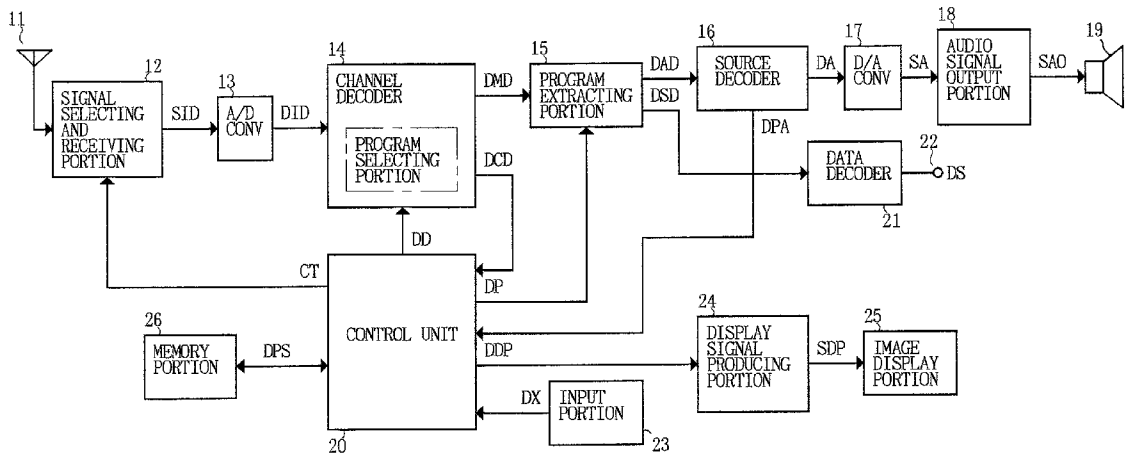 11
12
SIGNAL
SELECTING
AND
RECEIVING
PORTION
SID
13
A/D
CONV
DID
14
CHANNEL
DECODER
PROGRAM
SELECTING
PORTION
DMD
DCD
15
PROGRAM
EXTRACTING
PORTION
DAD
DSD
16
SOURCE
DECODER
DA
DPA
17
D/A
CONV
SA
18
AUDIO
SIGNAL
OUTPUT
PORTION
SAO
19
DATA
DECODER
21
22
DS
CT
DD
DP
CONTROL UNIT
20
26
MEMORY
PORTION
DPS
DDP
DX
INPUT
PORTION
23
24
DISPLAY
SIGNAL
PRODUCING
PORTION
SDP
25
IMAGE
DISPLAY
PORTION